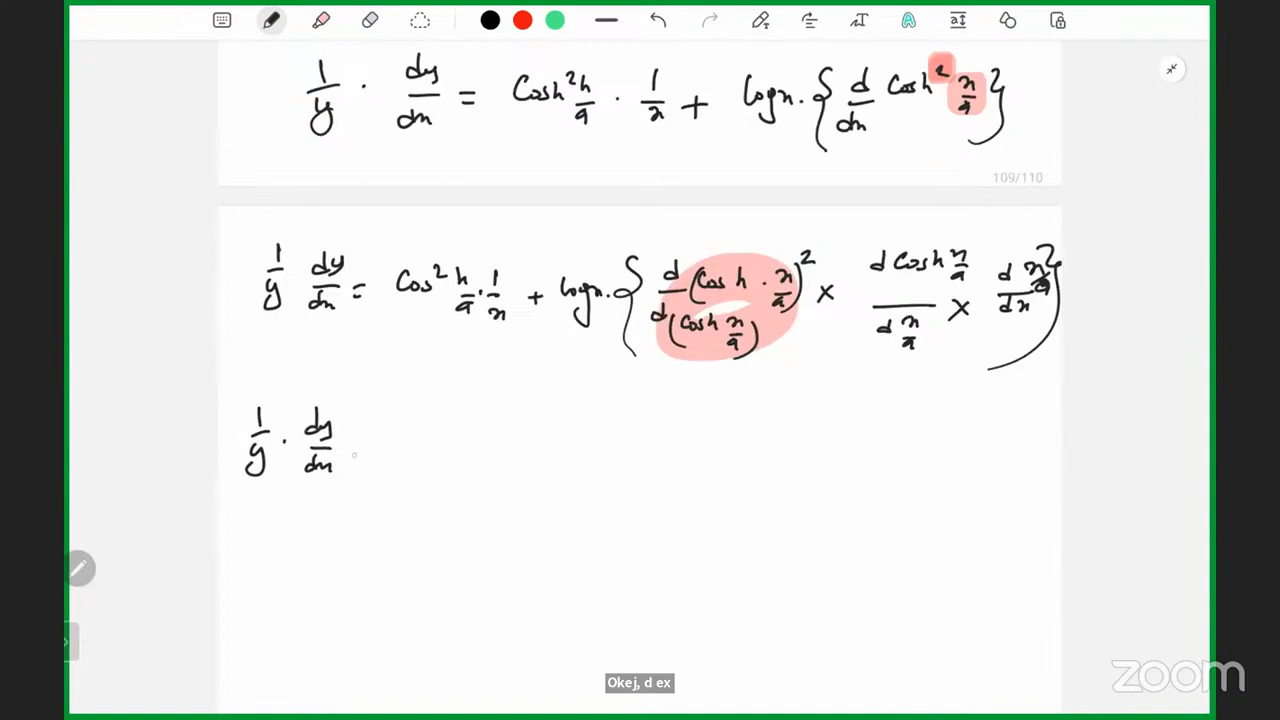 1/y · dy/dx = Cosh² x/a · 1/x + logx · { d/dx Cosh² x/a }
109/110
1/y dy/dx = Cos² h x/a · 1/x + logx · { d (Cosh · x/a)² / d (Cosh x/a) × d Cosh x/a / d x/a × d x/a / dx }
1/y · dy/dx
Okej, d ex
zoom